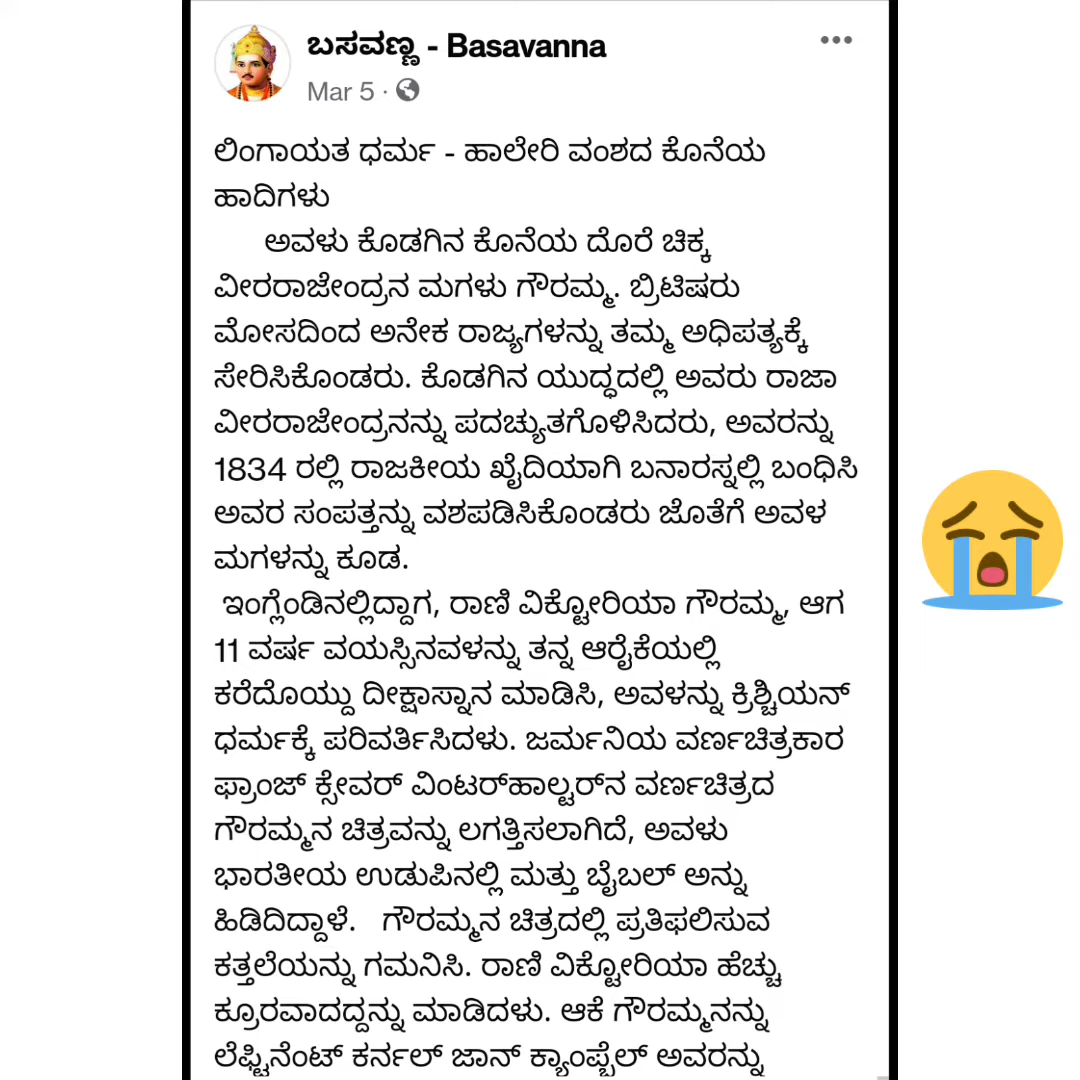 ಬಸವಣ್ಣ - Basavanna
Mar 5 ·
ಲಿಂಗಾಯತ ಧರ್ಮ - ಹಾಲೇರಿ ವಂಶದ ಕೊನೆಯ
ಹಾದಿಗಳು
ಅವಳು ಕೊಡಗಿನ ಕೊನೆಯ ದೊರೆ ಚಿಕ್ಕ
ವೀರರಾಜೇಂದ್ರನ ಮಗಳು ಗೌರಮ್ಮ. ಬ್ರಿಟಿಷರು
ಮೋಸದಿಂದ ಅನೇಕ ರಾಜ್ಯಗಳನ್ನು ತಮ್ಮ ಅಧಿಪತ್ಯಕ್ಕೆ
ಸೇರಿಸಿಕೊಂಡರು. ಕೊಡಗಿನ ಯುದ್ಧದಲ್ಲಿ ಅವರು ರಾಜಾ
ವೀರರಾಜೇಂದ್ರನನ್ನು ಪದಚ್ಯುತಗೊಳಿಸಿದರು, ಅವರನ್ನು
1834 ರಲ್ಲಿ ರಾಜಕೀಯ ಖೈದಿಯಾಗಿ ಬನಾರಸ್ನಲ್ಲಿ ಬಂಧಿಸಿ
ಅವರ ಸಂಪತ್ತನ್ನು ವಶಪಡಿಸಿಕೊಂಡರು ಜೊತೆಗೆ ಅವಳ
ಮಗಳನ್ನು ಕೂಡ.
ಇಂಗ್ಲೆಂಡಿನಲ್ಲಿದ್ದಾಗ, ರಾಣಿ ವಿಕ್ಟೋರಿಯಾ ಗೌರಮ್ಮ, ಆಗ
11 ವರ್ಷ ವಯಸ್ಸಿನವಳನ್ನು ತನ್ನ ಆರೈಕೆಯಲ್ಲಿ
ಕರೆದೊಯ್ದು ದೀಕ್ಷಾಸ್ನಾನ ಮಾಡಿಸಿ, ಅವಳನ್ನು ಕ್ರಿಶ್ಚಿಯನ್
ಧರ್ಮಕ್ಕೆ ಪರಿವರ್ತಿಸಿದಳು. ಜರ್ಮನಿಯ ವರ್ಣಚಿತ್ರಕಾರ
ಫ್ರಾಂಜ್ ಕ್ಸೇವರ್ ವಿಂಟರ್‌ಹಾಲ್ಟರ್‌ನ ವರ್ಣಚಿತ್ರದ
ಗೌರಮ್ಮನ ಚಿತ್ರವನ್ನು ಲಗತ್ತಿಸಲಾಗಿದೆ, ಅವಳು
ಭಾರತೀಯ ಉಡುಪಿನಲ್ಲಿ ಮತ್ತು ಬೈಬಲ್ ಅನ್ನು
ಹಿಡಿದಿದ್ದಾಳೆ. ಗೌರಮ್ಮನ ಚಿತ್ರದಲ್ಲಿ ಪ್ರತಿಫಲಿಸುವ
ಕತ್ತಲೆಯನ್ನು ಗಮನಿಸಿ. ರಾಣಿ ವಿಕ್ಟೋರಿಯಾ ಹೆಚ್ಚು
ಕ್ರೂರವಾದದ್ದನ್ನು ಮಾಡಿದಳು. ಆಕೆ ಗೌರಮ್ಮನನ್ನು
ಲೆಫ್ಟಿನೆಂಟ್ ಕರ್ನಲ್ ಜಾನ್ ಕ್ಯಾಂಪ್ಬೆಲ್ ಅವರನ್ನು